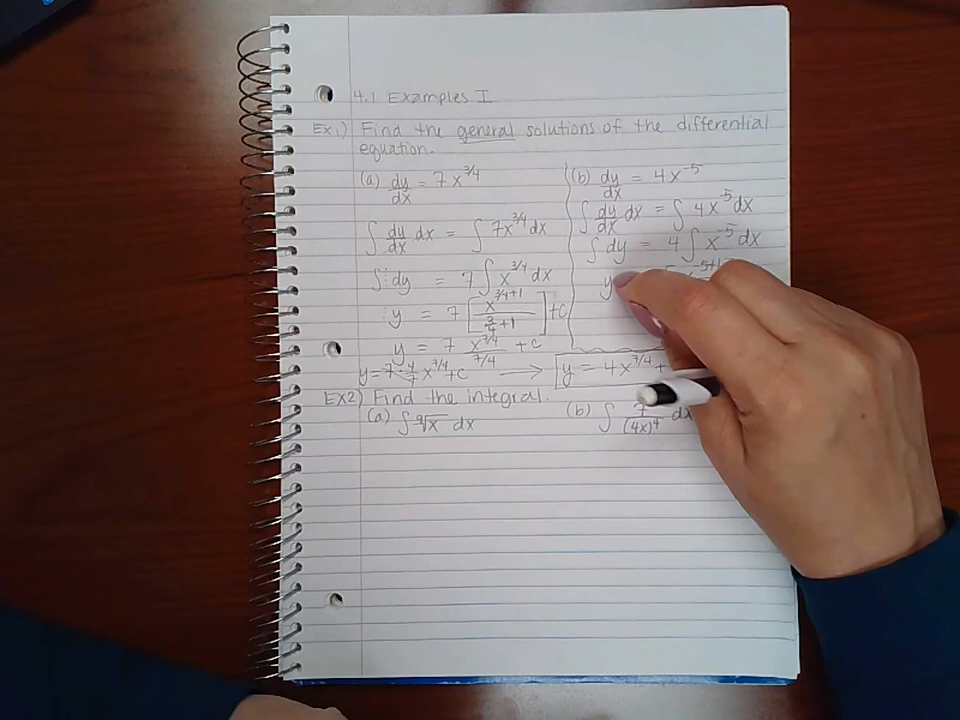 4.1 Examples I
Ex.1) Find the general solutions of the differential
equation.
(a) dy/dx = 7x^3/4
∫ dy/dx dx = ∫ 7x^3/4 dx
∫ dy = 7 ∫ x^3/4 dx
y = 7 [x^3/4+1 / 3/4+1] + C
y = 7 x^7/4 / 7/4 + C
y = 7 · 4/7 x^7/4 + C → y = 4x^7/4 +
(b) dy/dx = 4x^-5
∫ dy/dx dx = ∫ 4x^-5 dx
∫ dy = 4 ∫ x^-5 dx
y
Ex2) Find the integral.
(a) ∫ ⁹√x dx
(b) ∫ 7/(4x)^4 dx